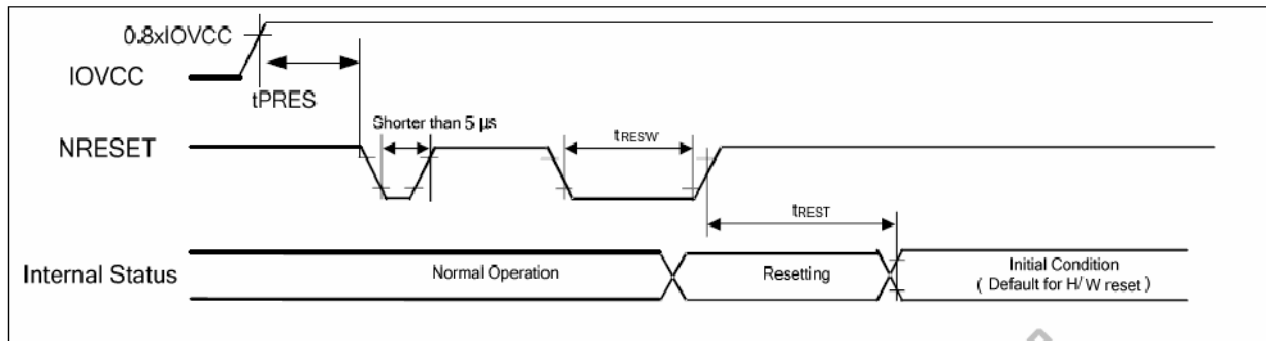 0.8xIOVCC
IOVCC
tPRES
Shorter than 5 µs
NRESET
tRESW
tREST
Internal Status
Normal Operation
Resetting
Initial Condition
( Default for H/W reset )